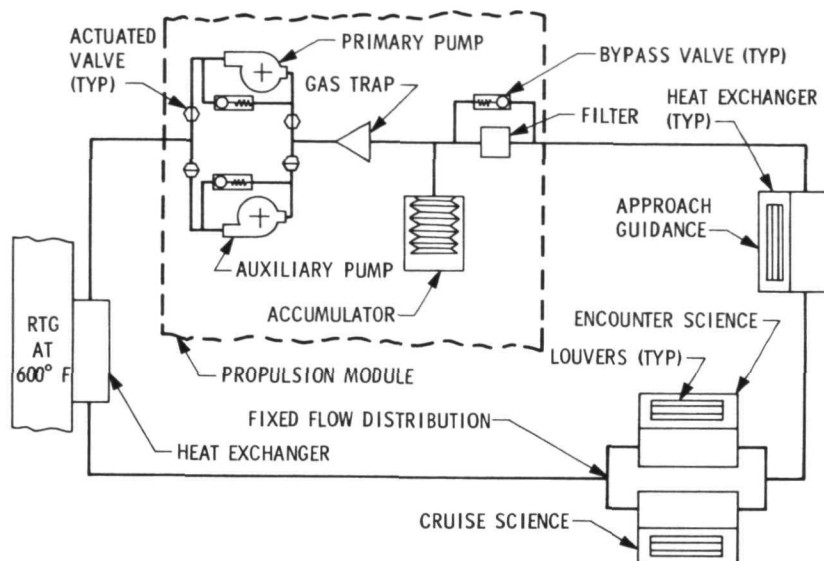 ACTUATED
VALVE
(TYP)
PRIMARY PUMP
GAS TRAP
BYPASS VALVE (TYP)
FILTER
HEAT EXCHANGER
(TYP)
APPROACH
GUIDANCE
AUXILIARY PUMP
ACCUMULATOR
RTG
AT
600° F
PROPULSION MODULE
ENCOUNTER SCIENCE
LOUVERS (TYP)
FIXED FLOW DISTRIBUTION
HEAT EXCHANGER
CRUISE SCIENCE